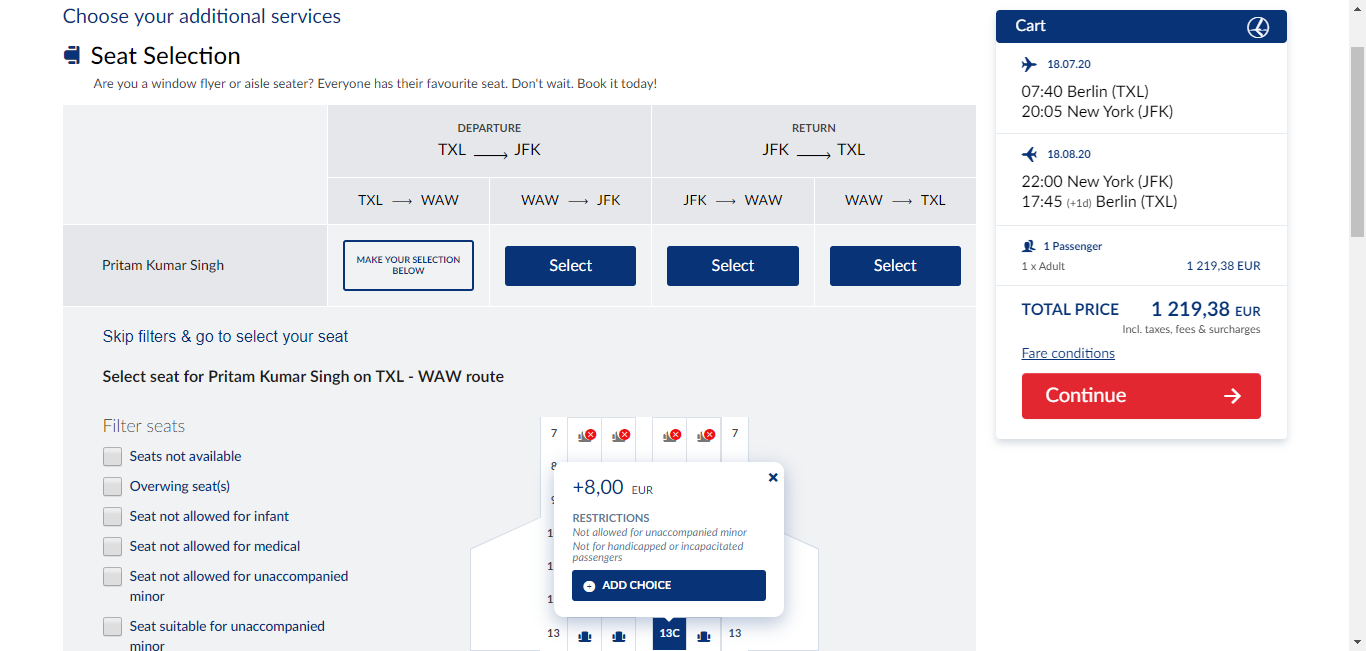 Choose your additional services
Seat Selection
Are you a window flyer or aisle seater? Everyone has their favourite seat. Don't wait. Book it today!
DEPARTURE
TXL JFK
RETURN
JFK TXL
TXL WAW
WAW JFK
JFK WAW
WAW TXL
Pritam Kumar Singh
MAKE YOUR SELECTION
BELOW
Select
Select
Select
Skip filters & go to select your seat
Select seat for Pritam Kumar Singh on TXL - WAW route
Filter seats
Seats not available
Overwing seat(s)
Seat not allowed for infant
Seat not allowed for medical
Seat not allowed for unaccompanied
minor
Seat suitable for unaccompanied
minor
7 7
+8,00 EUR
RESTRICTIONS
Not allowed for unaccompanied minor
Not for handicapped or incapacitated
passengers
ADD CHOICE
13 13C 13
Cart
18.07.20
07:40 Berlin (TXL)
20:05 New York (JFK)
18.08.20
22:00 New York (JFK)
17:45 (+1d) Berlin (TXL)
1 Passenger
1 x Adult 1 219,38 EUR
TOTAL PRICE 1 219,38 EUR
Incl. taxes, fees & surcharges
Fare conditions
Continue